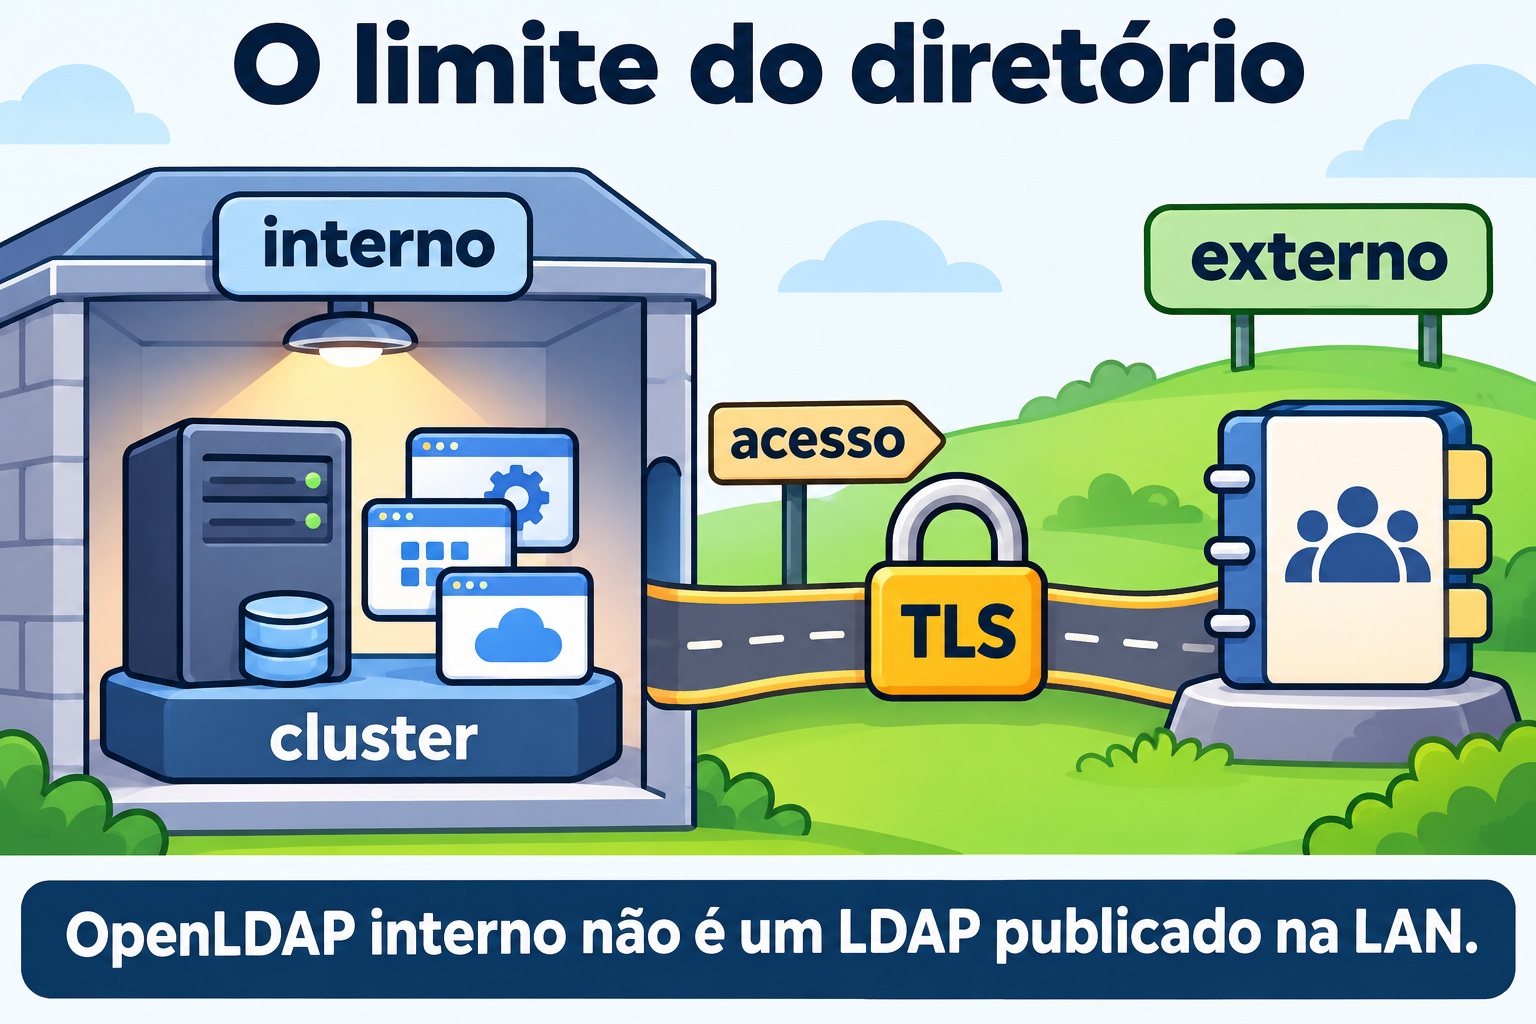 O limite do diretório
interno
externo
acesso
TLS
cluster
OpenLDAP interno não é um LDAP publicado na LAN.